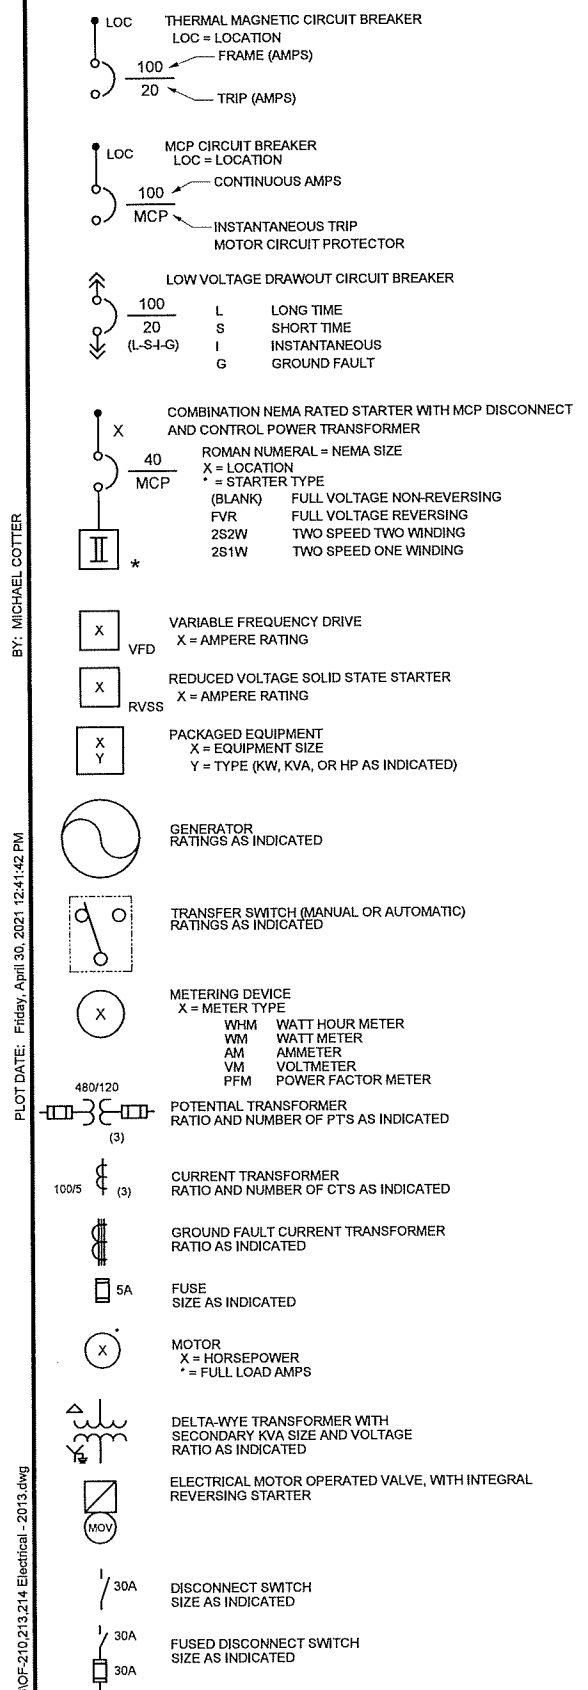 LOC THERMAL MAGNETIC CIRCUIT BREAKER
LOC = LOCATION
100 FRAME (AMPS)
20 TRIP (AMPS)
LOC MCP CIRCUIT BREAKER
LOC = LOCATION
100 CONTINUOUS AMPS
MCP INSTANTANEOUS TRIP
MOTOR CIRCUIT PROTECTOR
LOW VOLTAGE DRAWOUT CIRCUIT BREAKER
100 L LONG TIME
20 S SHORT TIME
(L-S-I-G) I INSTANTANEOUS
G GROUND FAULT
COMBINATION NEMA RATED STARTER WITH MCP DISCONNECT
X AND CONTROL POWER TRANSFORMER
ROMAN NUMERAL = NEMA SIZE
40 X = LOCATION
MCP * = STARTER TYPE
(BLANK) FULL VOLTAGE NON-REVERSING
FVR FULL VOLTAGE REVERSING
2S2W TWO SPEED TWO WINDING
2S1W TWO SPEED ONE WINDING
II *
X VARIABLE FREQUENCY DRIVE
VFD X = AMPERE RATING
X REDUCED VOLTAGE SOLID STATE STARTER
RVSS X = AMPERE RATING
PACKAGED EQUIPMENT
X X = EQUIPMENT SIZE
Y Y = TYPE (KW, KVA, OR HP AS INDICATED)
GENERATOR
RATINGS AS INDICATED
TRANSFER SWITCH (MANUAL OR AUTOMATIC)
RATINGS AS INDICATED
METERING DEVICE
X X = METER TYPE
WHM WATT HOUR METER
WM WATT METER
AM AMMETER
VM VOLTMETER
PFM POWER FACTOR METER
480/120
POTENTIAL TRANSFORMER
RATIO AND NUMBER OF PT'S AS INDICATED
(3)
CURRENT TRANSFORMER
100/5 (3) RATIO AND NUMBER OF CT'S AS INDICATED
GROUND FAULT CURRENT TRANSFORMER
RATIO AS INDICATED
5A FUSE
SIZE AS INDICATED
* MOTOR
X X = HORSEPOWER
* = FULL LOAD AMPS
DELTA-WYE TRANSFORMER WITH
SECONDARY KVA SIZE AND VOLTAGE
RATIO AS INDICATED
ELECTRICAL MOTOR OPERATED VALVE, WITH INTEGRAL
REVERSING STARTER
MOV
30A DISCONNECT SWITCH
SIZE AS INDICATED
30A FUSED DISCONNECT SWITCH
SIZE AS INDICATED
30A
BY: MICHAEL COTTER
PLOT DATE: Friday, April 30, 2021 12:41:42 PM
\OF-210,213,214 Electrical - 2013.dwg